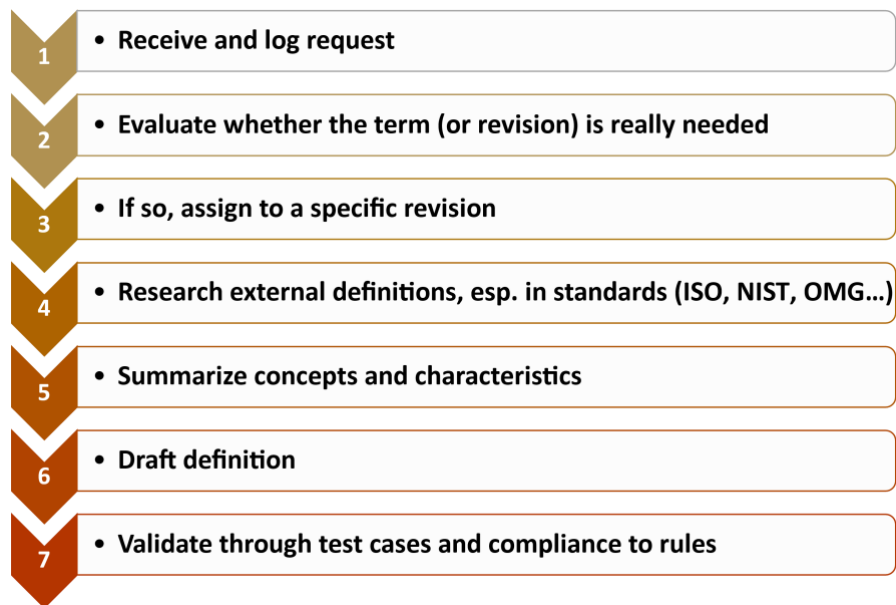 1
• Receive and log request
2
• Evaluate whether the term (or revision) is really needed
3
• If so, assign to a specific revision
4
• Research external definitions, esp. in standards (ISO, NIST, OMG…)
5
• Summarize concepts and characteristics
6
• Draft definition
7
• Validate through test cases and compliance to rules